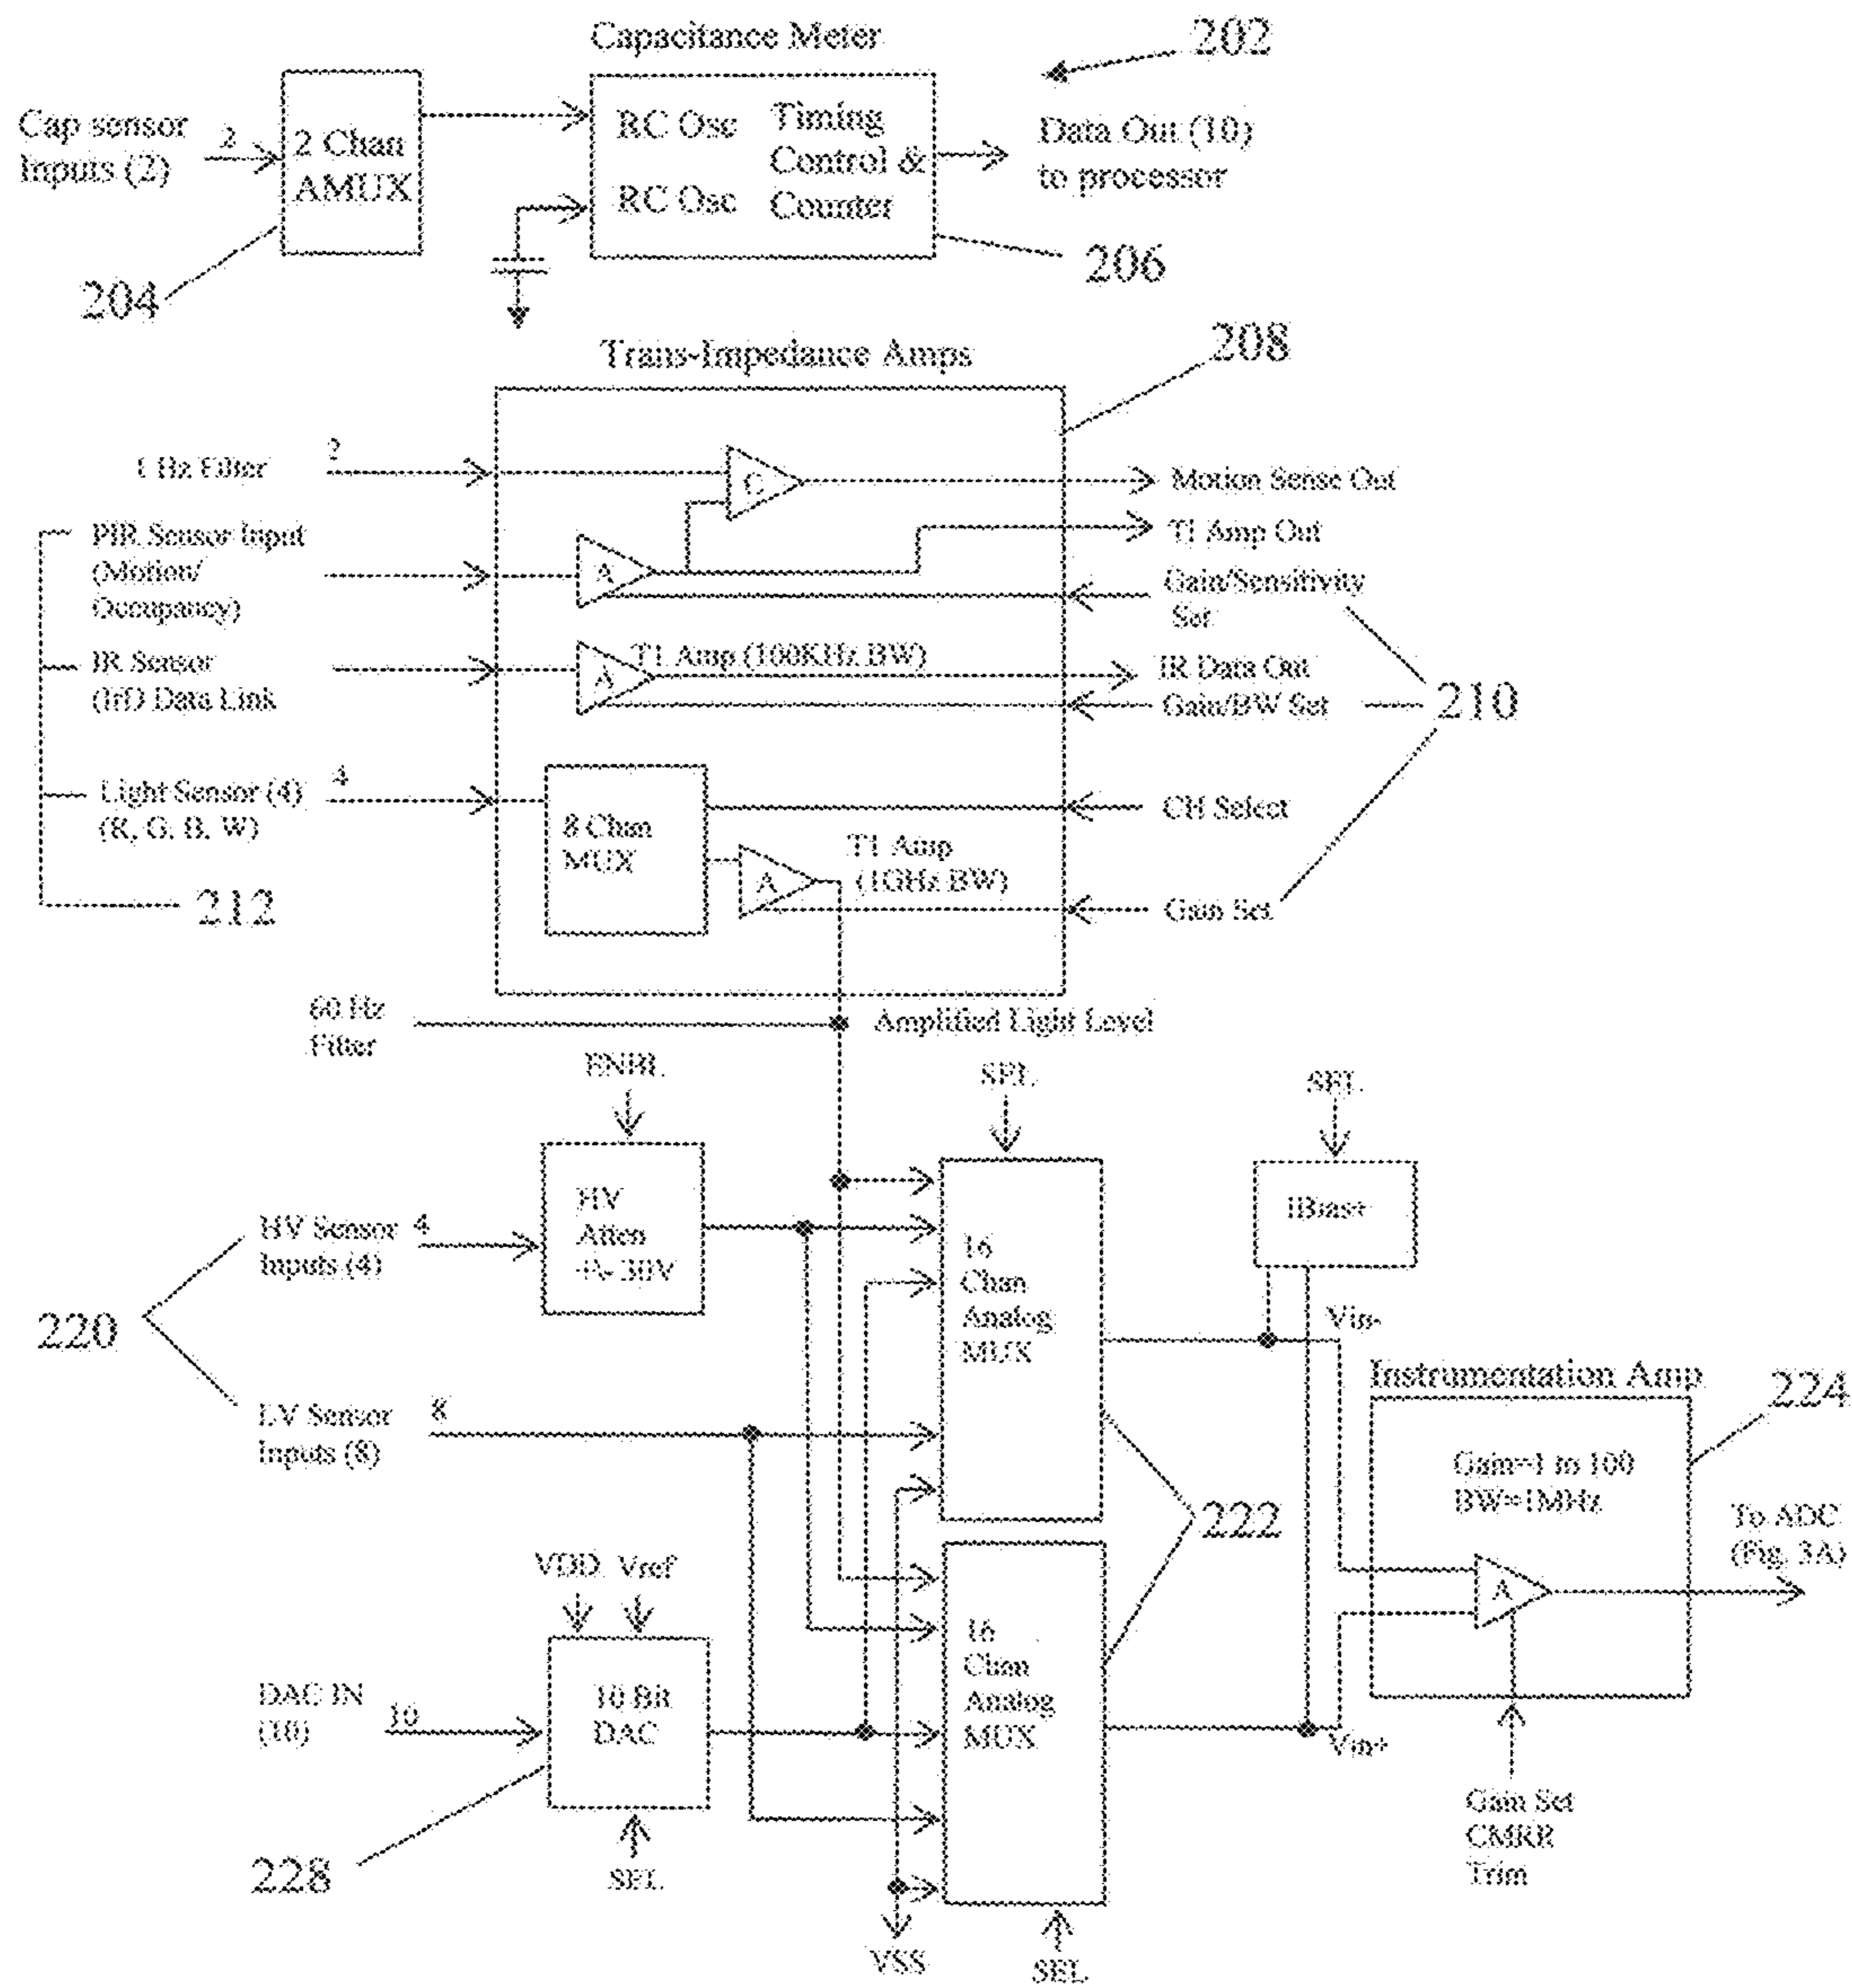 Capacitance Meter
202
Cap sensor
Inputs (2)
2
2 Chan
AMUX
RC Osc
RC Osc
Timing
Control &
Counter
Data Out (10)
to processor
204
206
Trans-Impedance Amps
208
1 Hz Filter
2
C
Motion Sense Out
PIR Sensor Input
(Motion/
Occupancy)
A
TI Amp Out
Gain/Sensitivity
Set
IR Sensor
Data Link
A
T1 Amp (100KHz BW)
IR Data Out
Gain/BW Set
210
Light Sensor (4)
(R, G, B, W)
4
8 Chan
MUX
CH Select
A
T1 Amp
(1GHz BW)
Gain Set
212
60 Hz
Filter
Amplified Light Level
ENBL
SEL
SEL
HV Sensor
Inputs (4)
4
HV
Atten
+/- 30V
16
Chan
Analog
MUX
IBias+
220
Vin-
LV Sensor
Inputs (8)
8
Instrumentation Amp
224
Gain=1 to 100
BW=1MHz
A
To ADC
(Fig. 3A)
222
VDD
Vref
DAC IN
(10)
10
10 Bit
DAC
16
Chan
Analog
MUX
Vin+
Gain Set
CMRR
Trim
228
SEL
VSS
SEL